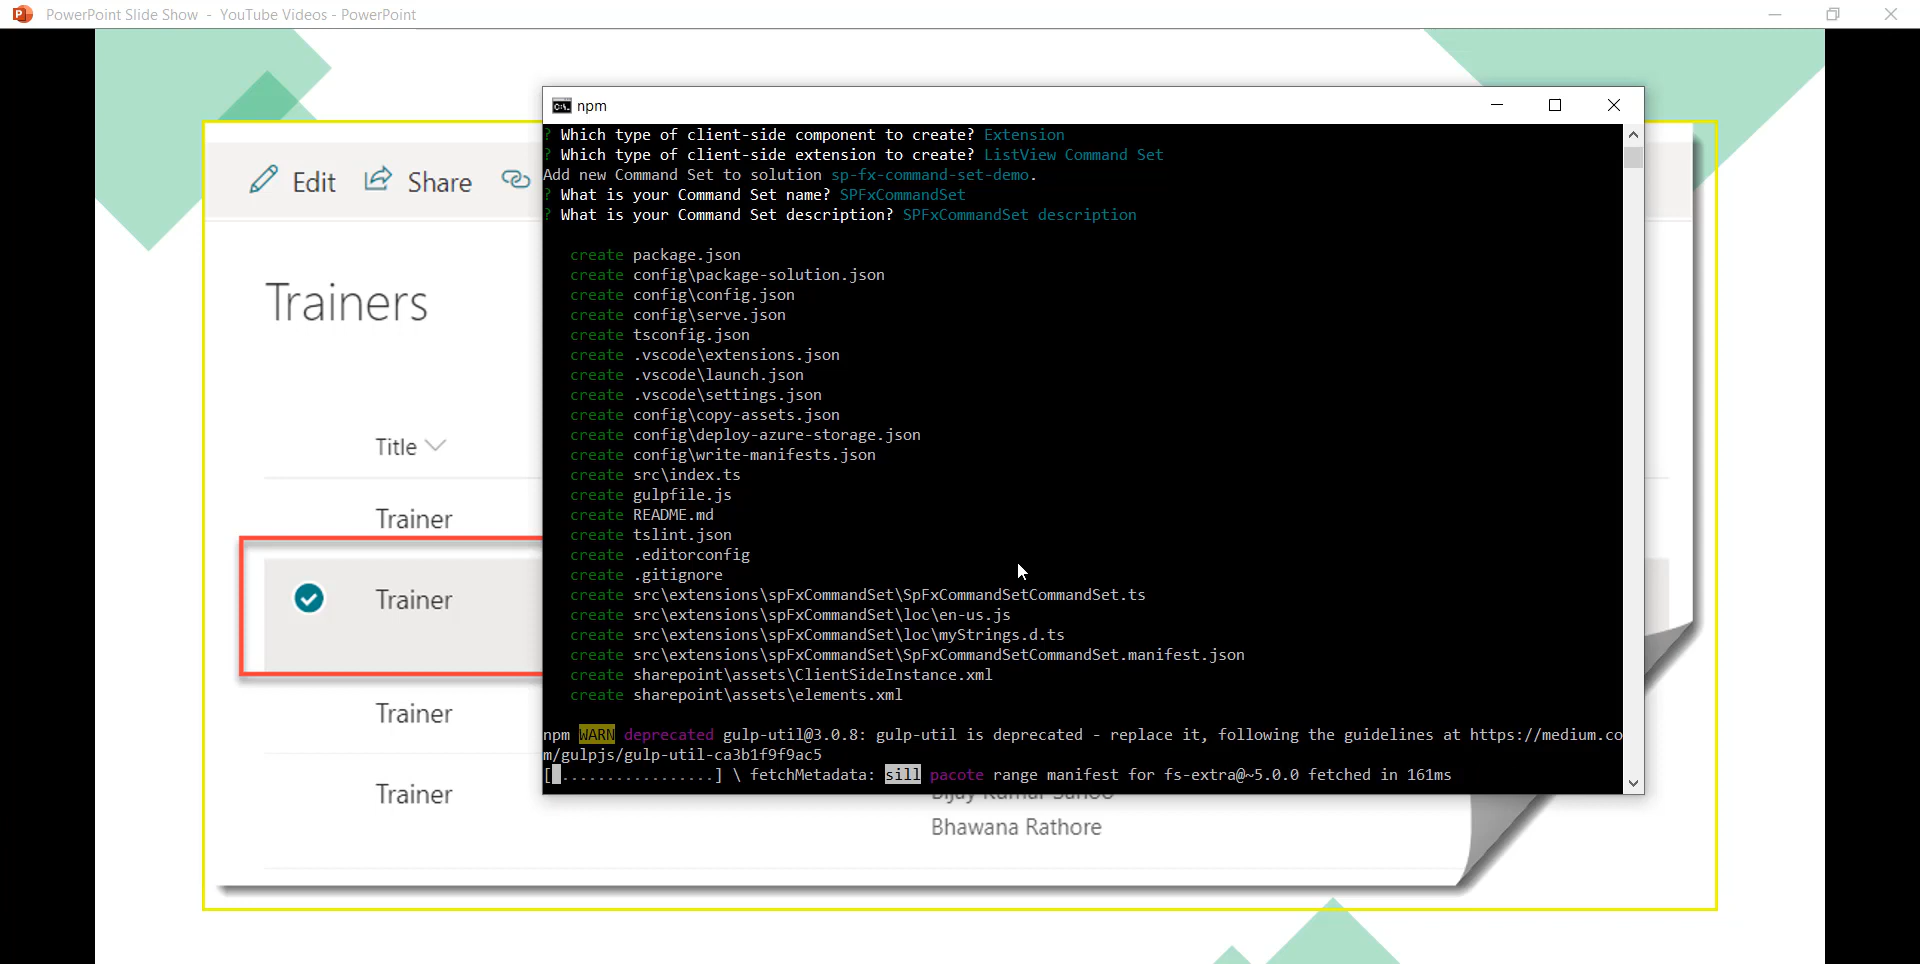 PowerPoint Slide Show - YouTube Videos - PowerPoint
Edit
Share
Trainers
Title
Trainer
Trainer
Trainer
Trainer
Bhawana Rathore
npm
? Which type of client-side component to create? Extension
? Which type of client-side extension to create? ListView Command Set
Add new Command Set to solution sp-fx-command-set-demo.
? What is your Command Set name? SPFxCommandSet
? What is your Command Set description? SPFxCommandSet description
create package.json
create config\package-solution.json
create config\config.json
create config\serve.json
create tsconfig.json
create .vscode\extensions.json
create .vscode\launch.json
create .vscode\settings.json
create config\copy-assets.json
create config\deploy-azure-storage.json
create config\write-manifests.json
create src\index.ts
create gulpfile.js
create README.md
create tslint.json
create .editorconfig
create .gitignore
create src\extensions\spFxCommandSet\SpFxCommandSetCommandSet.ts
create src\extensions\spFxCommandSet\loc\en-us.js
create src\extensions\spFxCommandSet\loc\myStrings.d.ts
create src\extensions\spFxCommandSet\SpFxCommandSetCommandSet.manifest.json
create sharepoint\assets\ClientSideInstance.xml
create sharepoint\assets\elements.xml
npm WARN deprecated gulp-util@3.0.8: gulp-util is deprecated - replace it, following the guidelines at https://medium.co
m/gulpjs/gulp-util-ca3b1f9f9ac5
[ .................] \ fetchMetadata: sill pacote range manifest for fs-extra@~5.0.0 fetched in 161ms